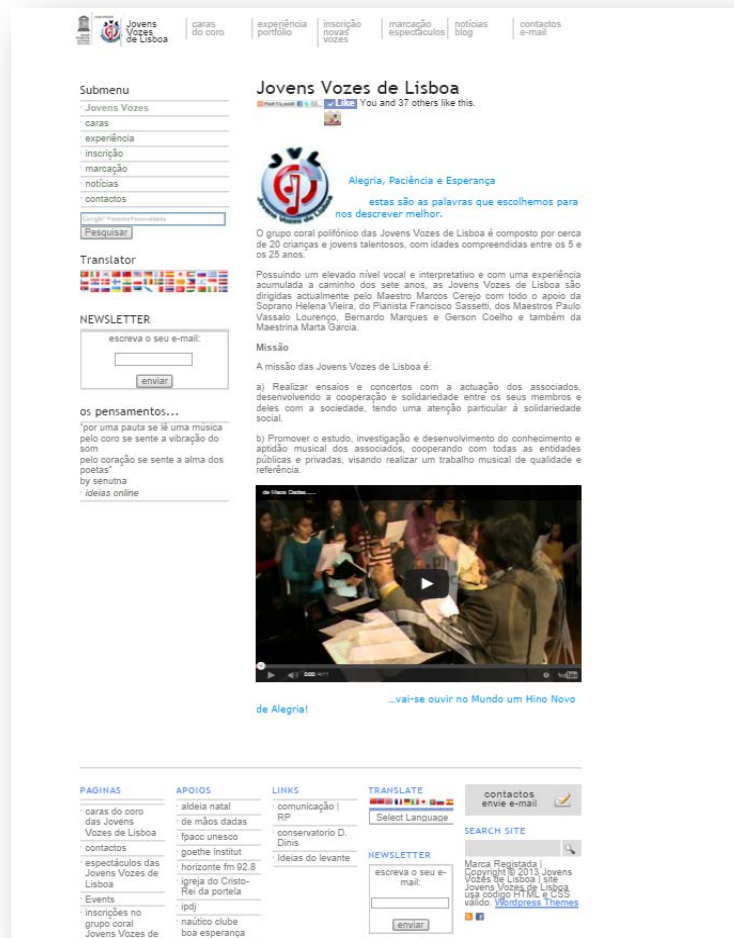 Jovens
Vozes
de Lisboa
caras
do coro
experiência
portfólio
inscrição
novas
vozes
marcação
espectáculos
notícias
blog
contactos
e-mail
Submenu
Jovens Vozes
caras
experiência
inscrição
marcação
notícias
contactos
Google
Pesquisar
Translator
NEWSLETTER
escreva o seu e-mail:
enviar
os pensamentos...
"por uma pauta se lê uma música
pelo coro se sente a vibração do
som
pelo coração se sente a alma dos
poetas"
by senutna
ideias online
Jovens Vozes de Lisboa
PARTILHAR
Like You and 37 others like this.
Jovens Vozes de Lisboa
Alegria, Paciência e Esperança
estas são as palavras que escolhemos para
nos descrever melhor.
O grupo coral polifónico das Jovens Vozes de Lisboa é composto por cerca
de 20 crianças e jovens talentosos, com idades compreendidas entre os 5 e
os 25 anos.
Possuindo um elevado nível vocal e interpretativo e com uma experiência
acumulada a caminho dos sete anos, as Jovens Vozes de Lisboa são
dirigidas actualmente pelo Maestro Marcos Cerejo com todo o apoio da
Soprano Helena Vieira, do Pianista Francisco Sassetti, dos Maestros Paulo
Vassalo Lourenço, Bernardo Marques e Gerson Coelho e também da
Maestrina Marta Garcia.
Missão
A missão das Jovens Vozes de Lisboa é:
a) Realizar ensaios e concertos com a actuação dos associados,
desenvolvendo a cooperação e solidariedade entre os seus membros e
deles com a sociedade, tendo uma atenção particular á solidariedade
social.
b) Promover o estudo, investigação e desenvolvimento do conhecimento e
aptidão musical dos associados, cooperando com todas as entidades
públicas e privadas, visando realizar um trabalho musical de qualidade e
referência.
de Maos Dadas......
0:00
YouTube
...vai-se ouvir no Mundo um Hino Novo
de Alegria!
PAGINAS
caras do coro
das Jovens
Vozes de Lisboa
contactos
espectáculos das
Jovens Vozes de
Lisboa
Events
inscrições no
grupo coral
Jovens Vozes de
APOIOS
aldeia natal
de mãos dadas
fpacc unesco
goethe institut
horizonte fm 92.8
igreja do Cristo-
Rei da portela
ipdj
naútico clube
boa esperança
LINKS
comunicação |
RP
conservatorio D.
Dinis
Ideias do levante
TRANSLATE
Select Language
NEWSLETTER
escreva o seu e-
mail:
enviar
contactos
envie e-mail
SEARCH SITE
Marca Registada |
Copyright © 2013 Jovens
Vozes de Lisboa | site
Jovens Vozes de Lisboa
usa código HTML e CSS
valido. Wordpress Themes